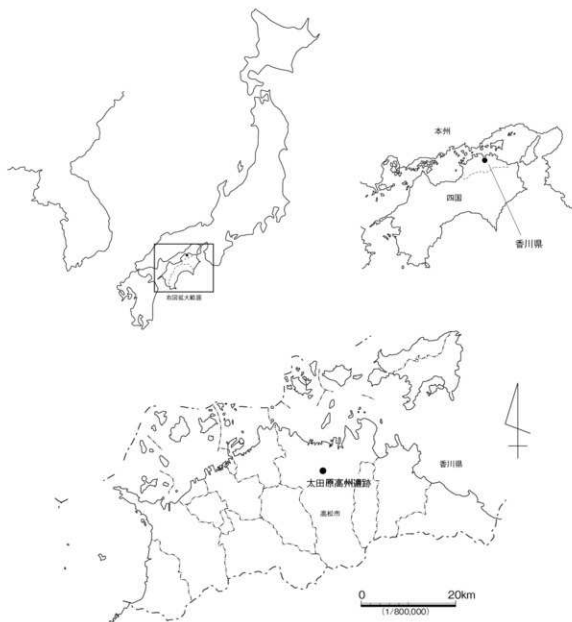 本州
四国
香川県
右図拡大範囲
香川県
太田原高州遺跡
高松市
0 20km
(1/800,000)